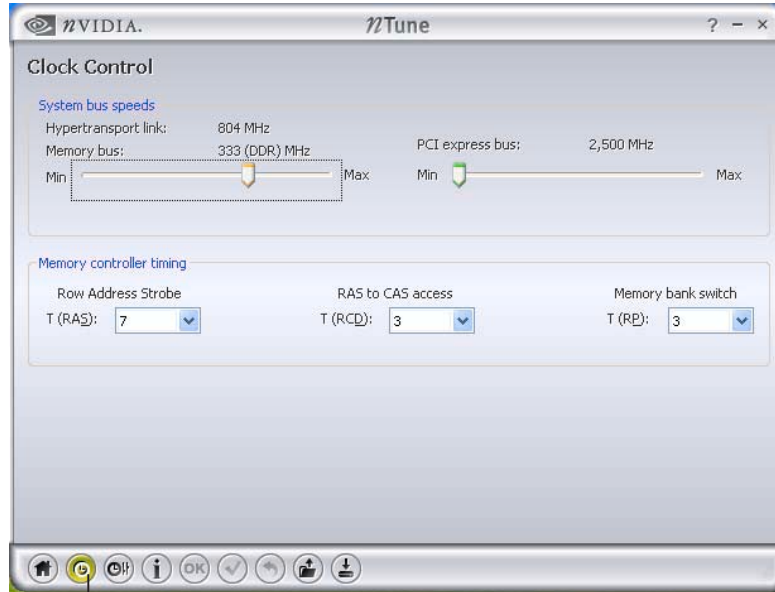 nVIDIA. nTune ? – ×
Clock Control
System bus speeds
Hypertransport link: 804 MHz
Memory bus: 333 (DDR) MHz
PCI express bus: 2,500 MHz
Min Max Min Max
Memory controller timing
Row Address Strobe RAS to CAS access Memory bank switch
T (RAS): 7 T (RCD): 3 T (RP): 3
i OK